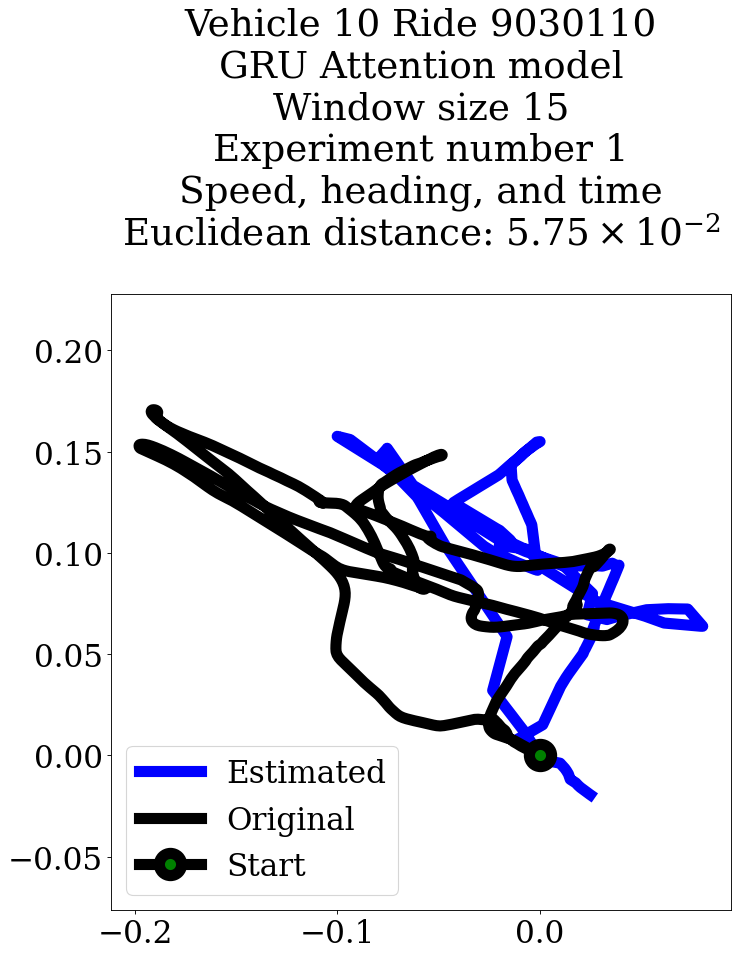 Vehicle 10 Ride 9030110
GRU Attention model
Window size 15
Experiment number 1
Speed, heading, and time
Euclidean distance: 5.75 × 10⁻²
0.20
0.15
0.10
0.05
0.00
−0.05
Estimated
Original
Start
−0.2 −0.1 0.0